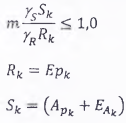 m γ_S S_k / γ_R R_k ≤ 1,0
R_k = Ep_k
S_k = (A_{p_k} + E_{A_k})